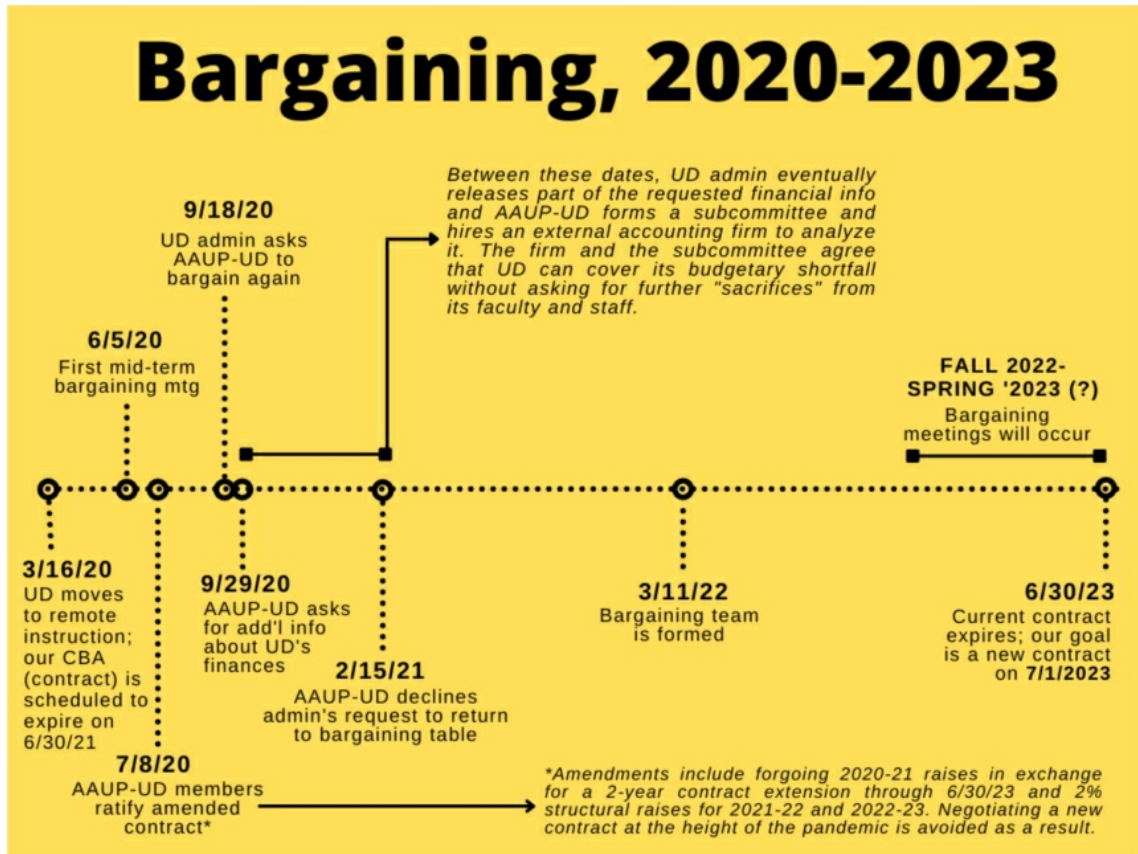 Bargaining, 2020-2023
Between these dates, UD admin eventually
releases part of the requested financial info
and AAUP-UD forms a subcommittee and
hires an external accounting firm to analyze
it. The firm and the subcommittee agree
that UD can cover its budgetary shortfall
without asking for further "sacrifices" from
its faculty and staff.
9/18/20
UD admin asks
AAUP-UD to
bargain again
6/5/20
First mid-term
bargaining mtg
FALL 2022-
SPRING '2023 (?)
Bargaining
meetings will occur
3/16/20
UD moves
to remote
instruction;
our CBA
(contract) is
scheduled to
expire on
6/30/21
7/8/20
AAUP-UD members
ratify amended
contract*
9/29/20
AAUP-UD asks
for add'l info
about UD's
finances
2/15/21
AAUP-UD declines
admin's request to return
to bargaining table
3/11/22
Bargaining team
is formed
6/30/23
Current contract
expires; our goal
is a new contract
on 7/1/2023
*Amendments include forgoing 2020-21 raises in exchange
for a 2-year contract extension through 6/30/23 and 2%
structural raises for 2021-22 and 2022-23. Negotiating a new
contract at the height of the pandemic is avoided as a result.